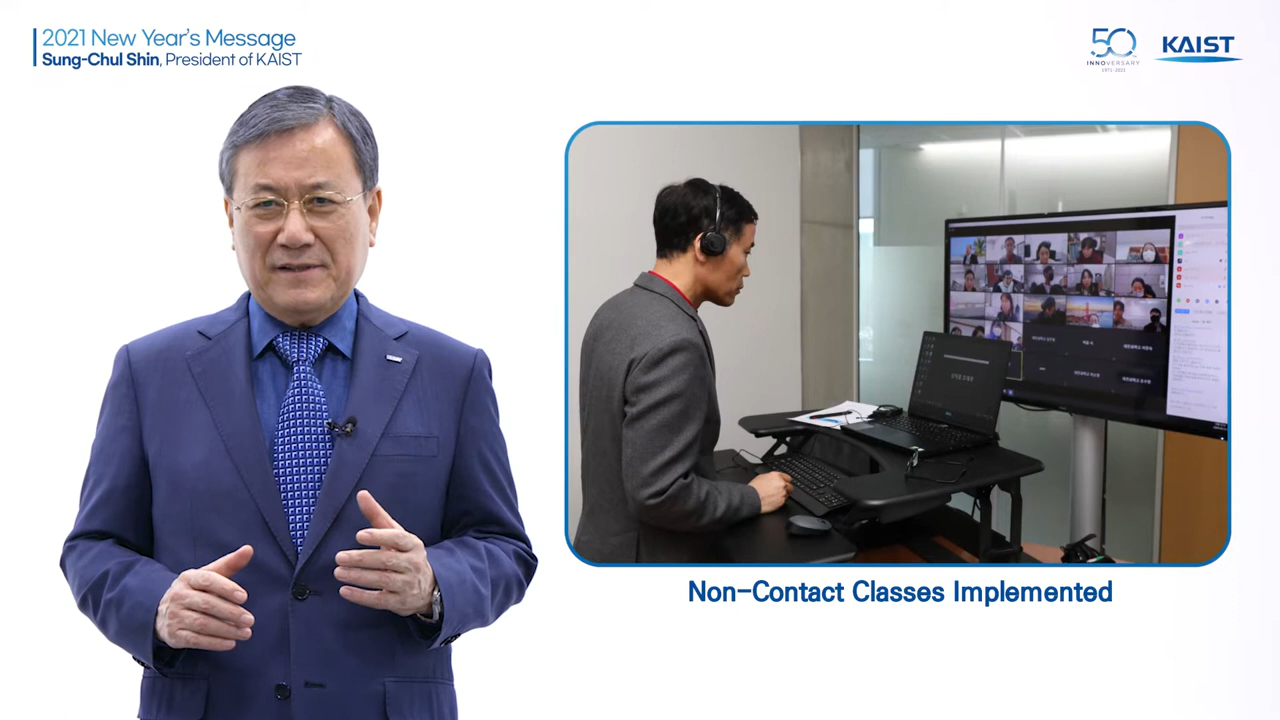 2021 New Year's Message
Sung-Chul Shin, President of KAIST
50
INNOVERSARY
1971-2021
KAIST
Non-Contact Classes Implemented